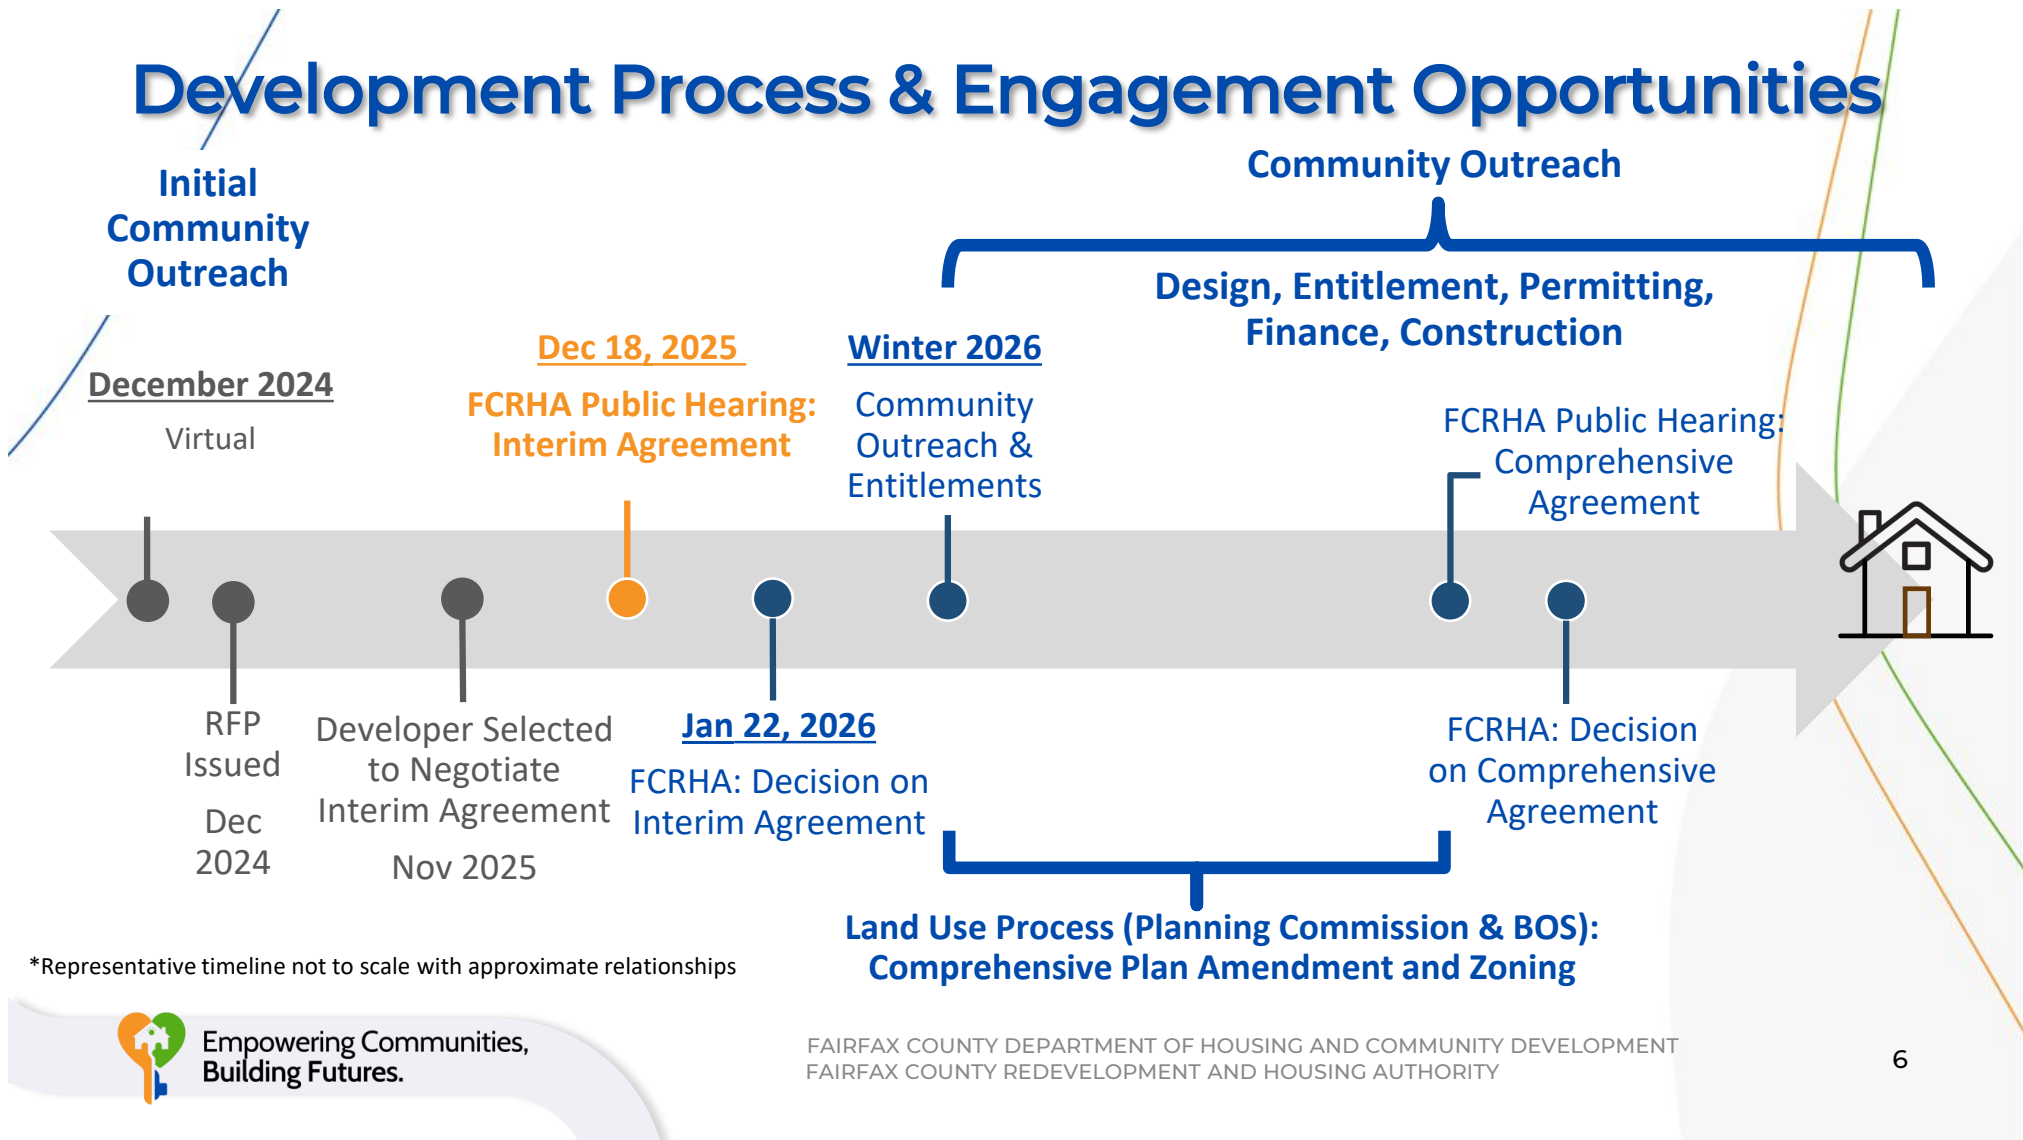 Development Process & Engagement Opportunities
Initial
Community
Outreach
Community Outreach
Design, Entitlement, Permitting,
Finance, Construction
December 2024
Virtual
Dec 18, 2025
FCRHA Public Hearing:
Interim Agreement
Winter 2026
Community
Outreach &
Entitlements
FCRHA Public Hearing:
Comprehensive
Agreement
RFP
Issued
Dec
2024
Developer Selected
to Negotiate
Interim Agreement
Nov 2025
Jan 22, 2026
FCRHA: Decision on
Interim Agreement
FCRHA: Decision
on Comprehensive
Agreement
Land Use Process (Planning Commission & BOS):
Comprehensive Plan Amendment and Zoning
*Representative timeline not to scale with approximate relationships
Empowering Communities,
Building Futures.
FAIRFAX COUNTY DEPARTMENT OF HOUSING AND COMMUNITY DEVELOPMENT
FAIRFAX COUNTY REDEVELOPMENT AND HOUSING AUTHORITY
6